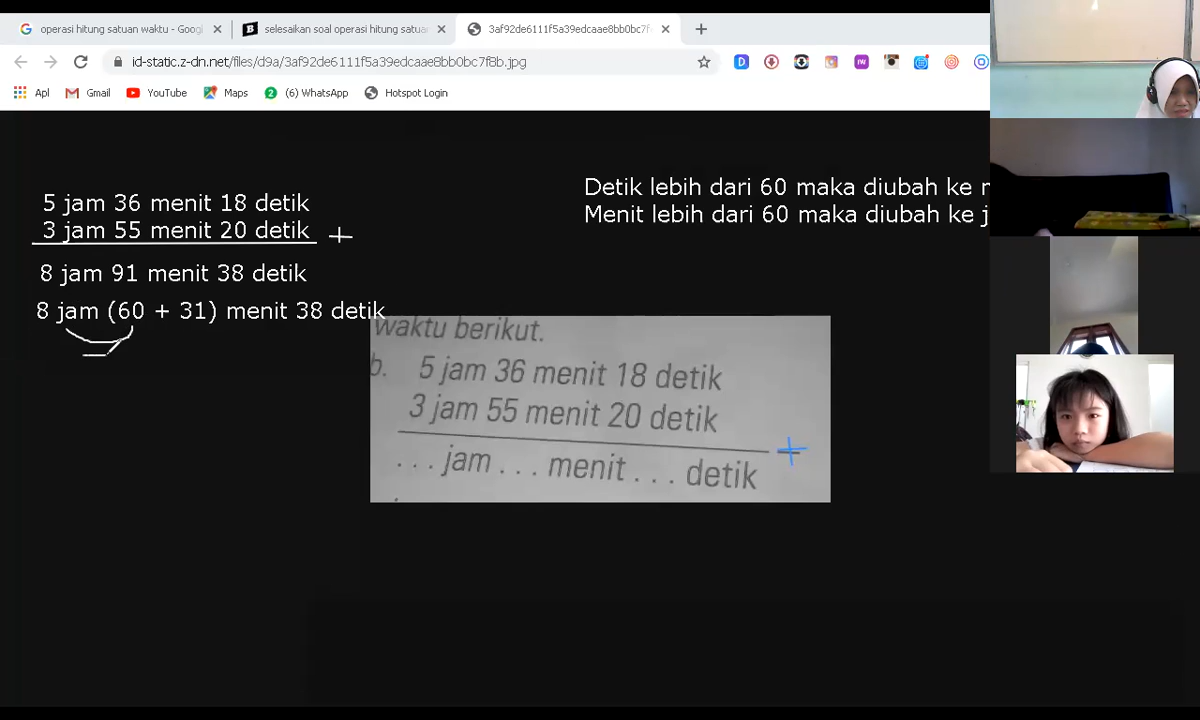 operasi hitung satuan waktu - Googl
selesaikan soal operasi hitung satuan
3af92de6111f5a39edcaae8bb0bc7f8
id-static.z-dn.net/files/d9a/3af92de6111f5a39edcaae8bb0bc7f8b.jpg
Apl
Gmail
YouTube
Maps
(6) WhatsApp
Hotspot Login
5 jam 36 menit 18 detik
3 jam 55 menit 20 detik +
8 jam 91 menit 38 detik
8 jam (60 + 31) menit 38 detik
Detik lebih dari 60 maka diubah ke
Menit lebih dari 60 maka diubah ke j
waktu berikut.
b. 5 jam 36 menit 18 detik
3 jam 55 menit 20 detik
+
. . . jam . . . menit . . . detik